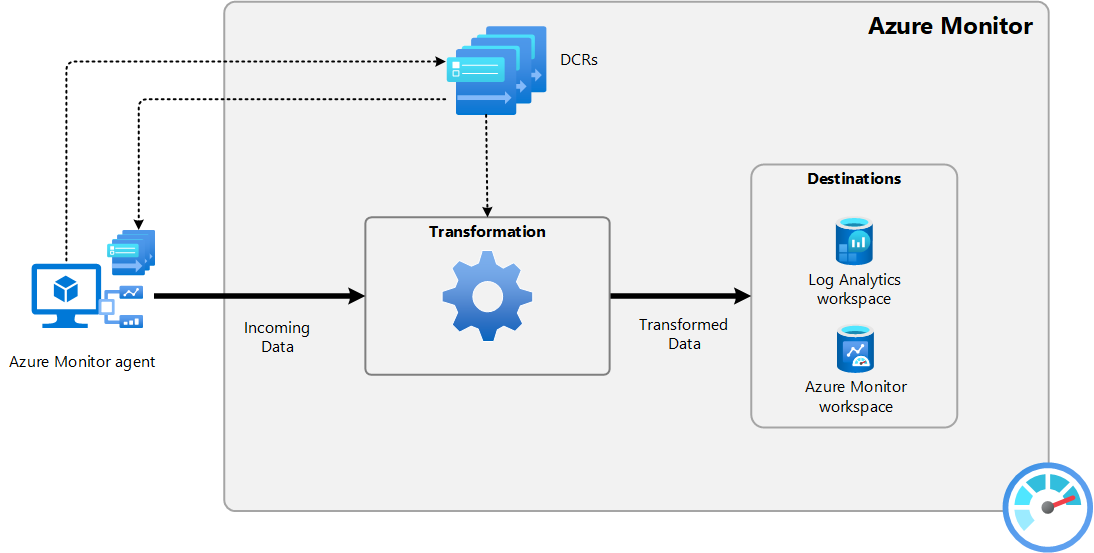 Azure Monitor
DCRs
Destinations
Transformation
Log Analytics
workspace
Incoming
Data
Transformed
Data
Azure Monitor agent
Azure Monitor
workspace